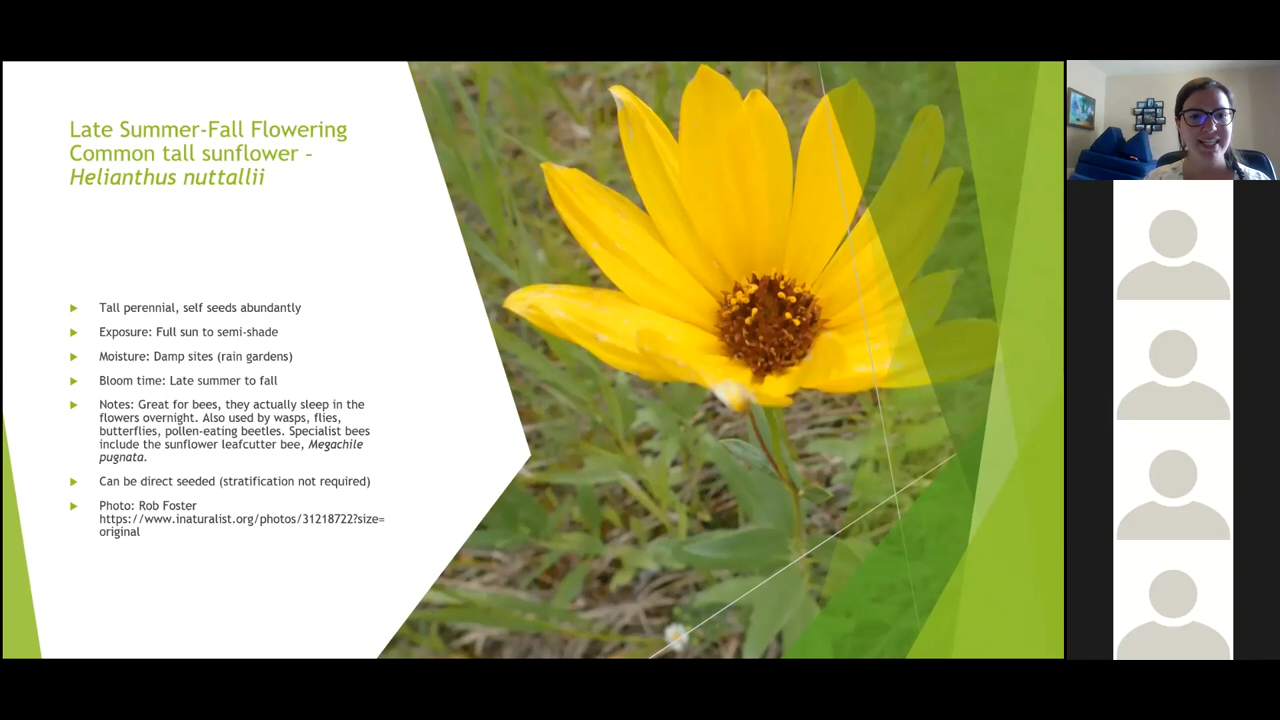 Late Summer-Fall Flowering
Common tall sunflower –
Helianthus nuttallii
Tall perennial, self seeds abundantly
Exposure: Full sun to semi-shade
Moisture: Damp sites (rain gardens)
Bloom time: Late summer to fall
Notes: Great for bees, they actually sleep in the
flowers overnight. Also used by wasps, flies,
butterflies, pollen-eating beetles. Specialist bees
include the sunflower leafcutter bee, Megachile
pugnata.
Can be direct seeded (stratification not required)
Photo: Rob Foster
https://www.inaturalist.org/photos/31218722?size=
original